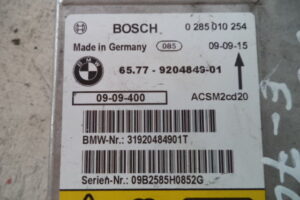 BOSCH 0 285 010 254
Made in Germany 085 09-09-15
BMW 65.77 - 9204849-01
09-09-400 ACSM2cd20
BMW-Nr.: 31920484901T
Serien-Nr.: 09B2585H0852G